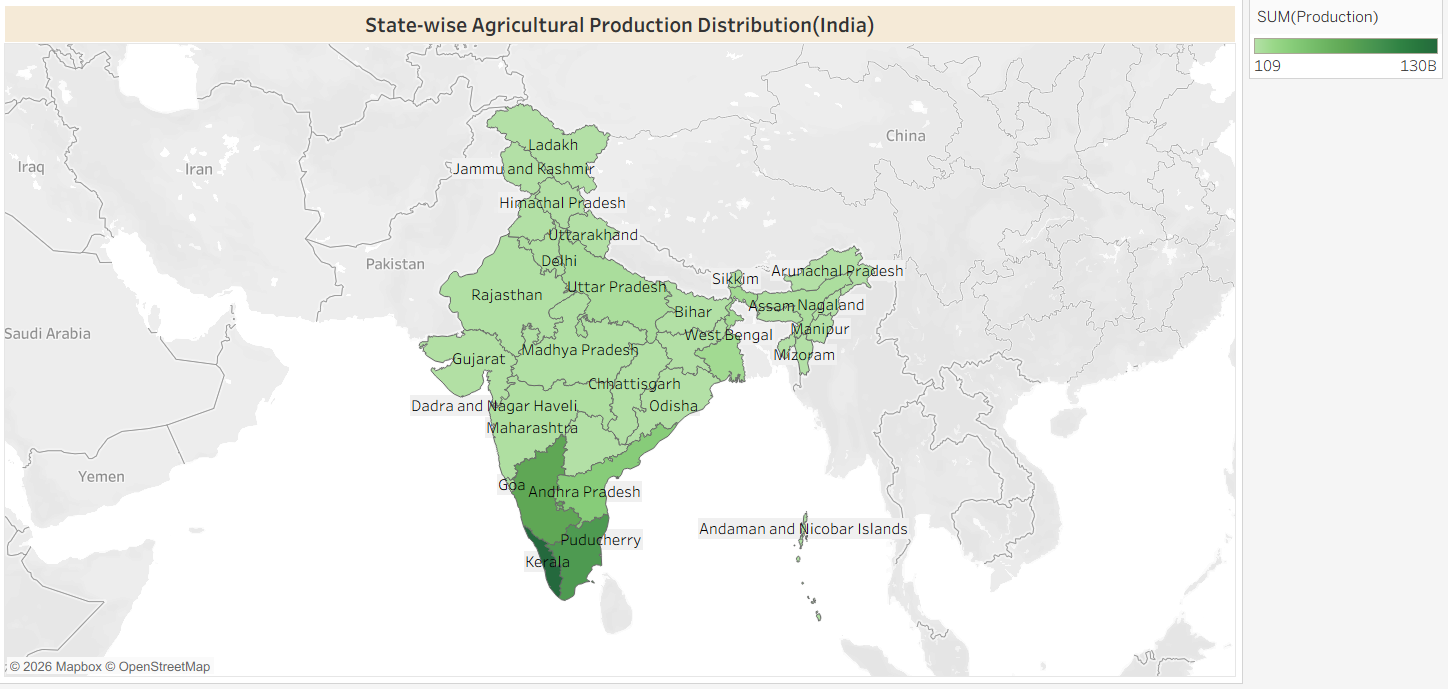 State-wise Agricultural Production Distribution(India)
SUM(Production)
109 130B
China
Ladakh
Iraq
Iran
Jammu and Kashmir
Himachal Pradesh
Uttarakhand
Pakistan
Delhi
Sikkim
Arunachal Pradesh
Rajasthan
Uttar Pradesh
Assam
Nagaland
Bihar
Saudi Arabia
West Bengal
Manipur
Madhya Pradesh
Mizoram
Gujarat
Chhattisgarh
Dadra and Nagar Haveli
Odisha
Maharashtra
Yemen
Goa
Andhra Pradesh
Andaman and Nicobar Islands
Puducherry
Kerala
© 2026 Mapbox © OpenStreetMap